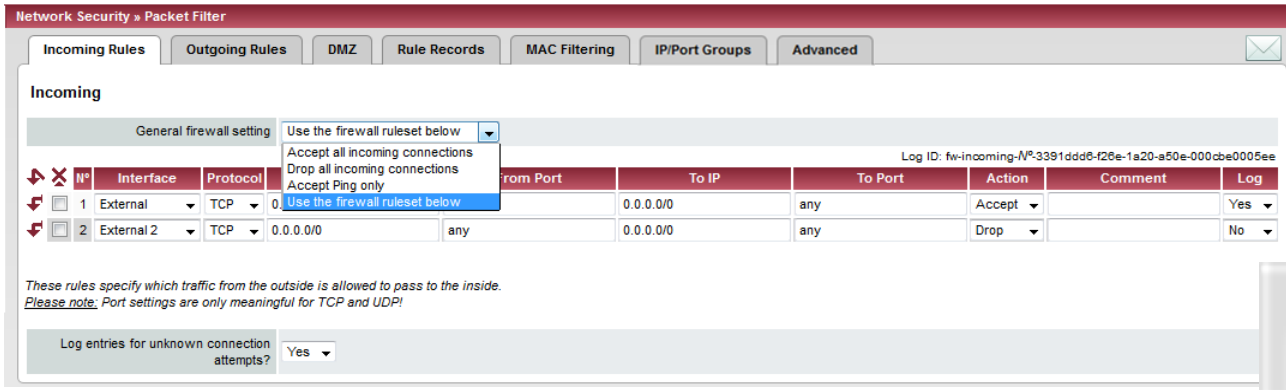 Network Security » Packet Filter
Incoming Rules Outgoing Rules DMZ Rule Records MAC Filtering IP/Port Groups Advanced
Incoming
General firewall setting Use the firewall ruleset below
Accept all incoming connections
Drop all incoming connections
Accept Ping only
Use the firewall ruleset below
Log ID: fw-incoming-Nº-3391ddd6-f26e-1a20-a50e-000cbe0005ee
Nº Interface Protocol From Port To IP To Port Action Comment Log
1 External TCP 0. 0.0.0.0/0 any Accept Yes
2 External 2 TCP 0.0.0.0/0 any 0.0.0.0/0 any Drop No
These rules specify which traffic from the outside is allowed to pass to the inside.
Please note: Port settings are only meaningful for TCP and UDP!
Log entries for unknown connection
attempts? Yes